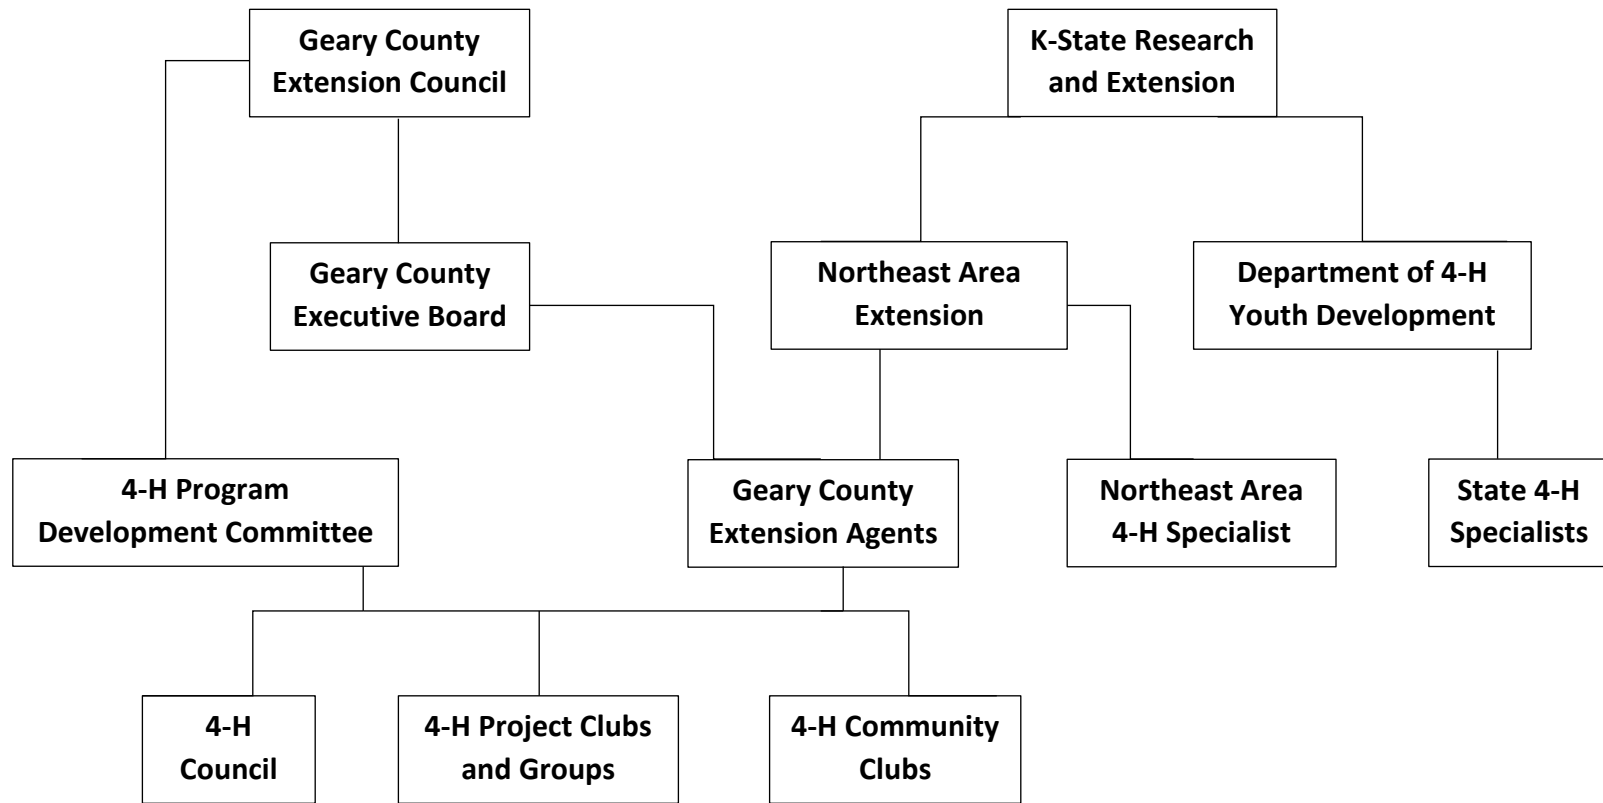 Geary County
Extension Council
K-State Research
and Extension
Geary County
Executive Board
Northeast Area
Extension
Department of 4-H
Youth Development
4-H Program
Development Committee
Geary County
Extension Agents
Northeast Area
4-H Specialist
State 4-H
Specialists
4-H
Council
4-H Project Clubs
and Groups
4-H Community
Clubs